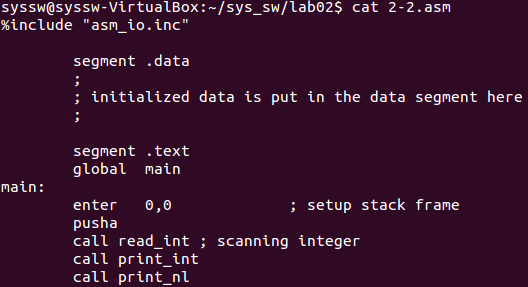 syssw@syssw-VirtualBox:~/sys_sw/lab02$ cat 2-2.asm
%include "asm_io.inc"
segment .data
;
; initialized data is put in the data segment here
;
segment .text
global  main
main:
enter   0,0               ; setup stack frame
pusha
call read_int ; scanning integer
call print_int
call print_nl